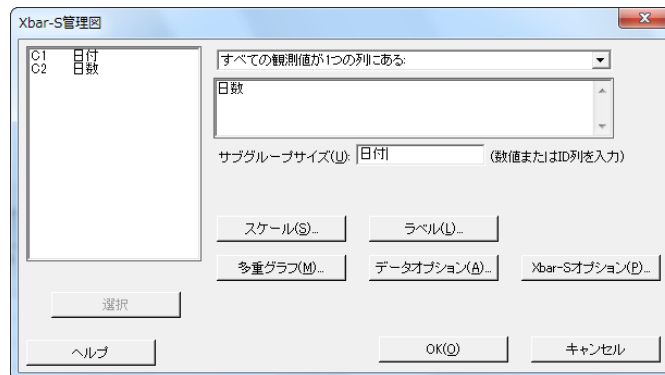 Xbar-S管理図
C1 日付
C2 日数
すべての観測値が1つの列にある:
日数
サブグループサイズ(U): 日付 (数値またはID列を入力)
スケール(S)... ラベル(L)...
多重グラフ(M)... データオプション(A)... Xbar-Sオプション(P)...
選択
ヘルプ OK(O) キャンセル